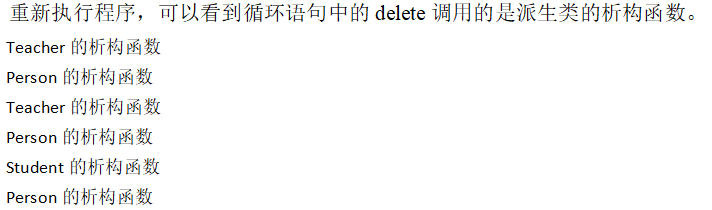 重新执行程序，可以看到循环语句中的 delete 调用的是派生类的析构函数。
Teacher 的析构函数
Person 的析构函数
Teacher 的析构函数
Person 的析构函数
Student 的析构函数
Person 的析构函数